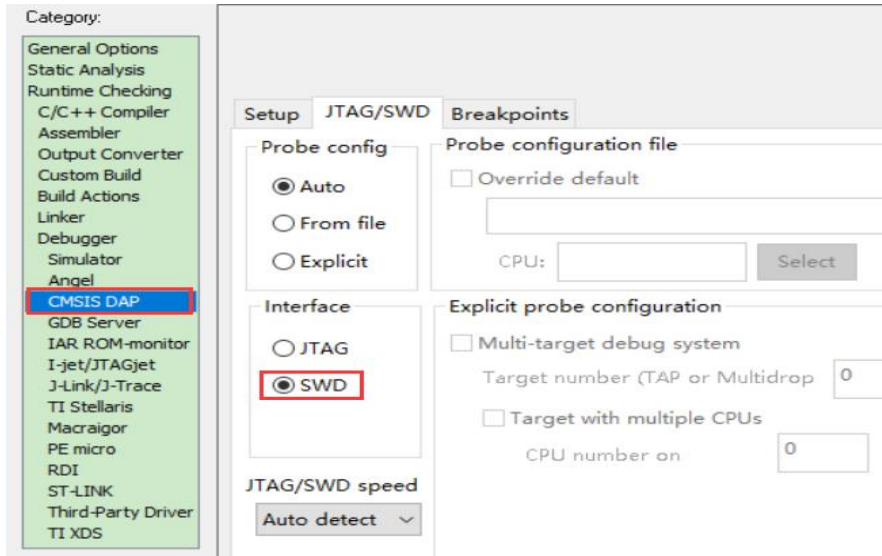 Category:
General Options
Static Analysis
Runtime Checking
C/C++ Compiler
Assembler
Output Converter
Custom Build
Build Actions
Linker
Debugger
Simulator
Angel
CMSIS DAP
GDB Server
IAR ROM-monitor
I-jet/JTAGjet
J-Link/J-Trace
TI Stellaris
Macraigor
PE micro
RDI
ST-LINK
Third-Party Driver
TI XDS
Setup JTAG/SWD Breakpoints
Probe config
Auto
From file
Explicit
Probe configuration file
Override default
CPU: Select
Interface
JTAG
SWD
Explicit probe configuration
Multi-target debug system
Target number (TAP or Multidrop 0
Target with multiple CPUs
CPU number on 0
JTAG/SWD speed
Auto detect